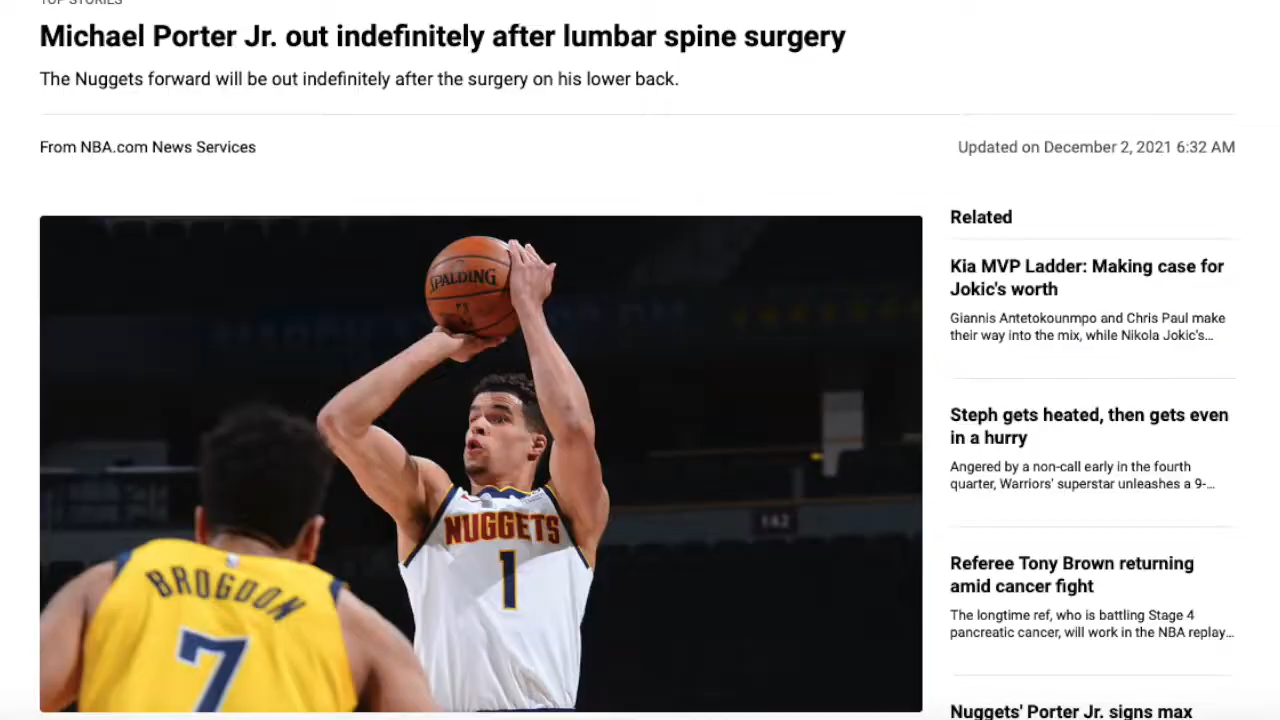 TOP STORIES
Michael Porter Jr. out indefinitely after lumbar spine surgery
The Nuggets forward will be out indefinitely after the surgery on his lower back.
From NBA.com News Services
Updated on December 2, 2021 6:32 AM
SPALDING
NUGGETS
1
142
BROGDON
7
Related
Kia MVP Ladder: Making case for
Jokic's worth
Giannis Antetokounmpo and Chris Paul make
their way into the mix, while Nikola Jokic's...
Steph gets heated, then gets even
in a hurry
Angered by a non-call early in the fourth
quarter, Warriors' superstar unleashes a 9-...
Referee Tony Brown returning
amid cancer fight
The longtime ref, who is battling Stage 4
pancreatic cancer, will work in the NBA replay...
Nuggets' Porter Jr. signs max